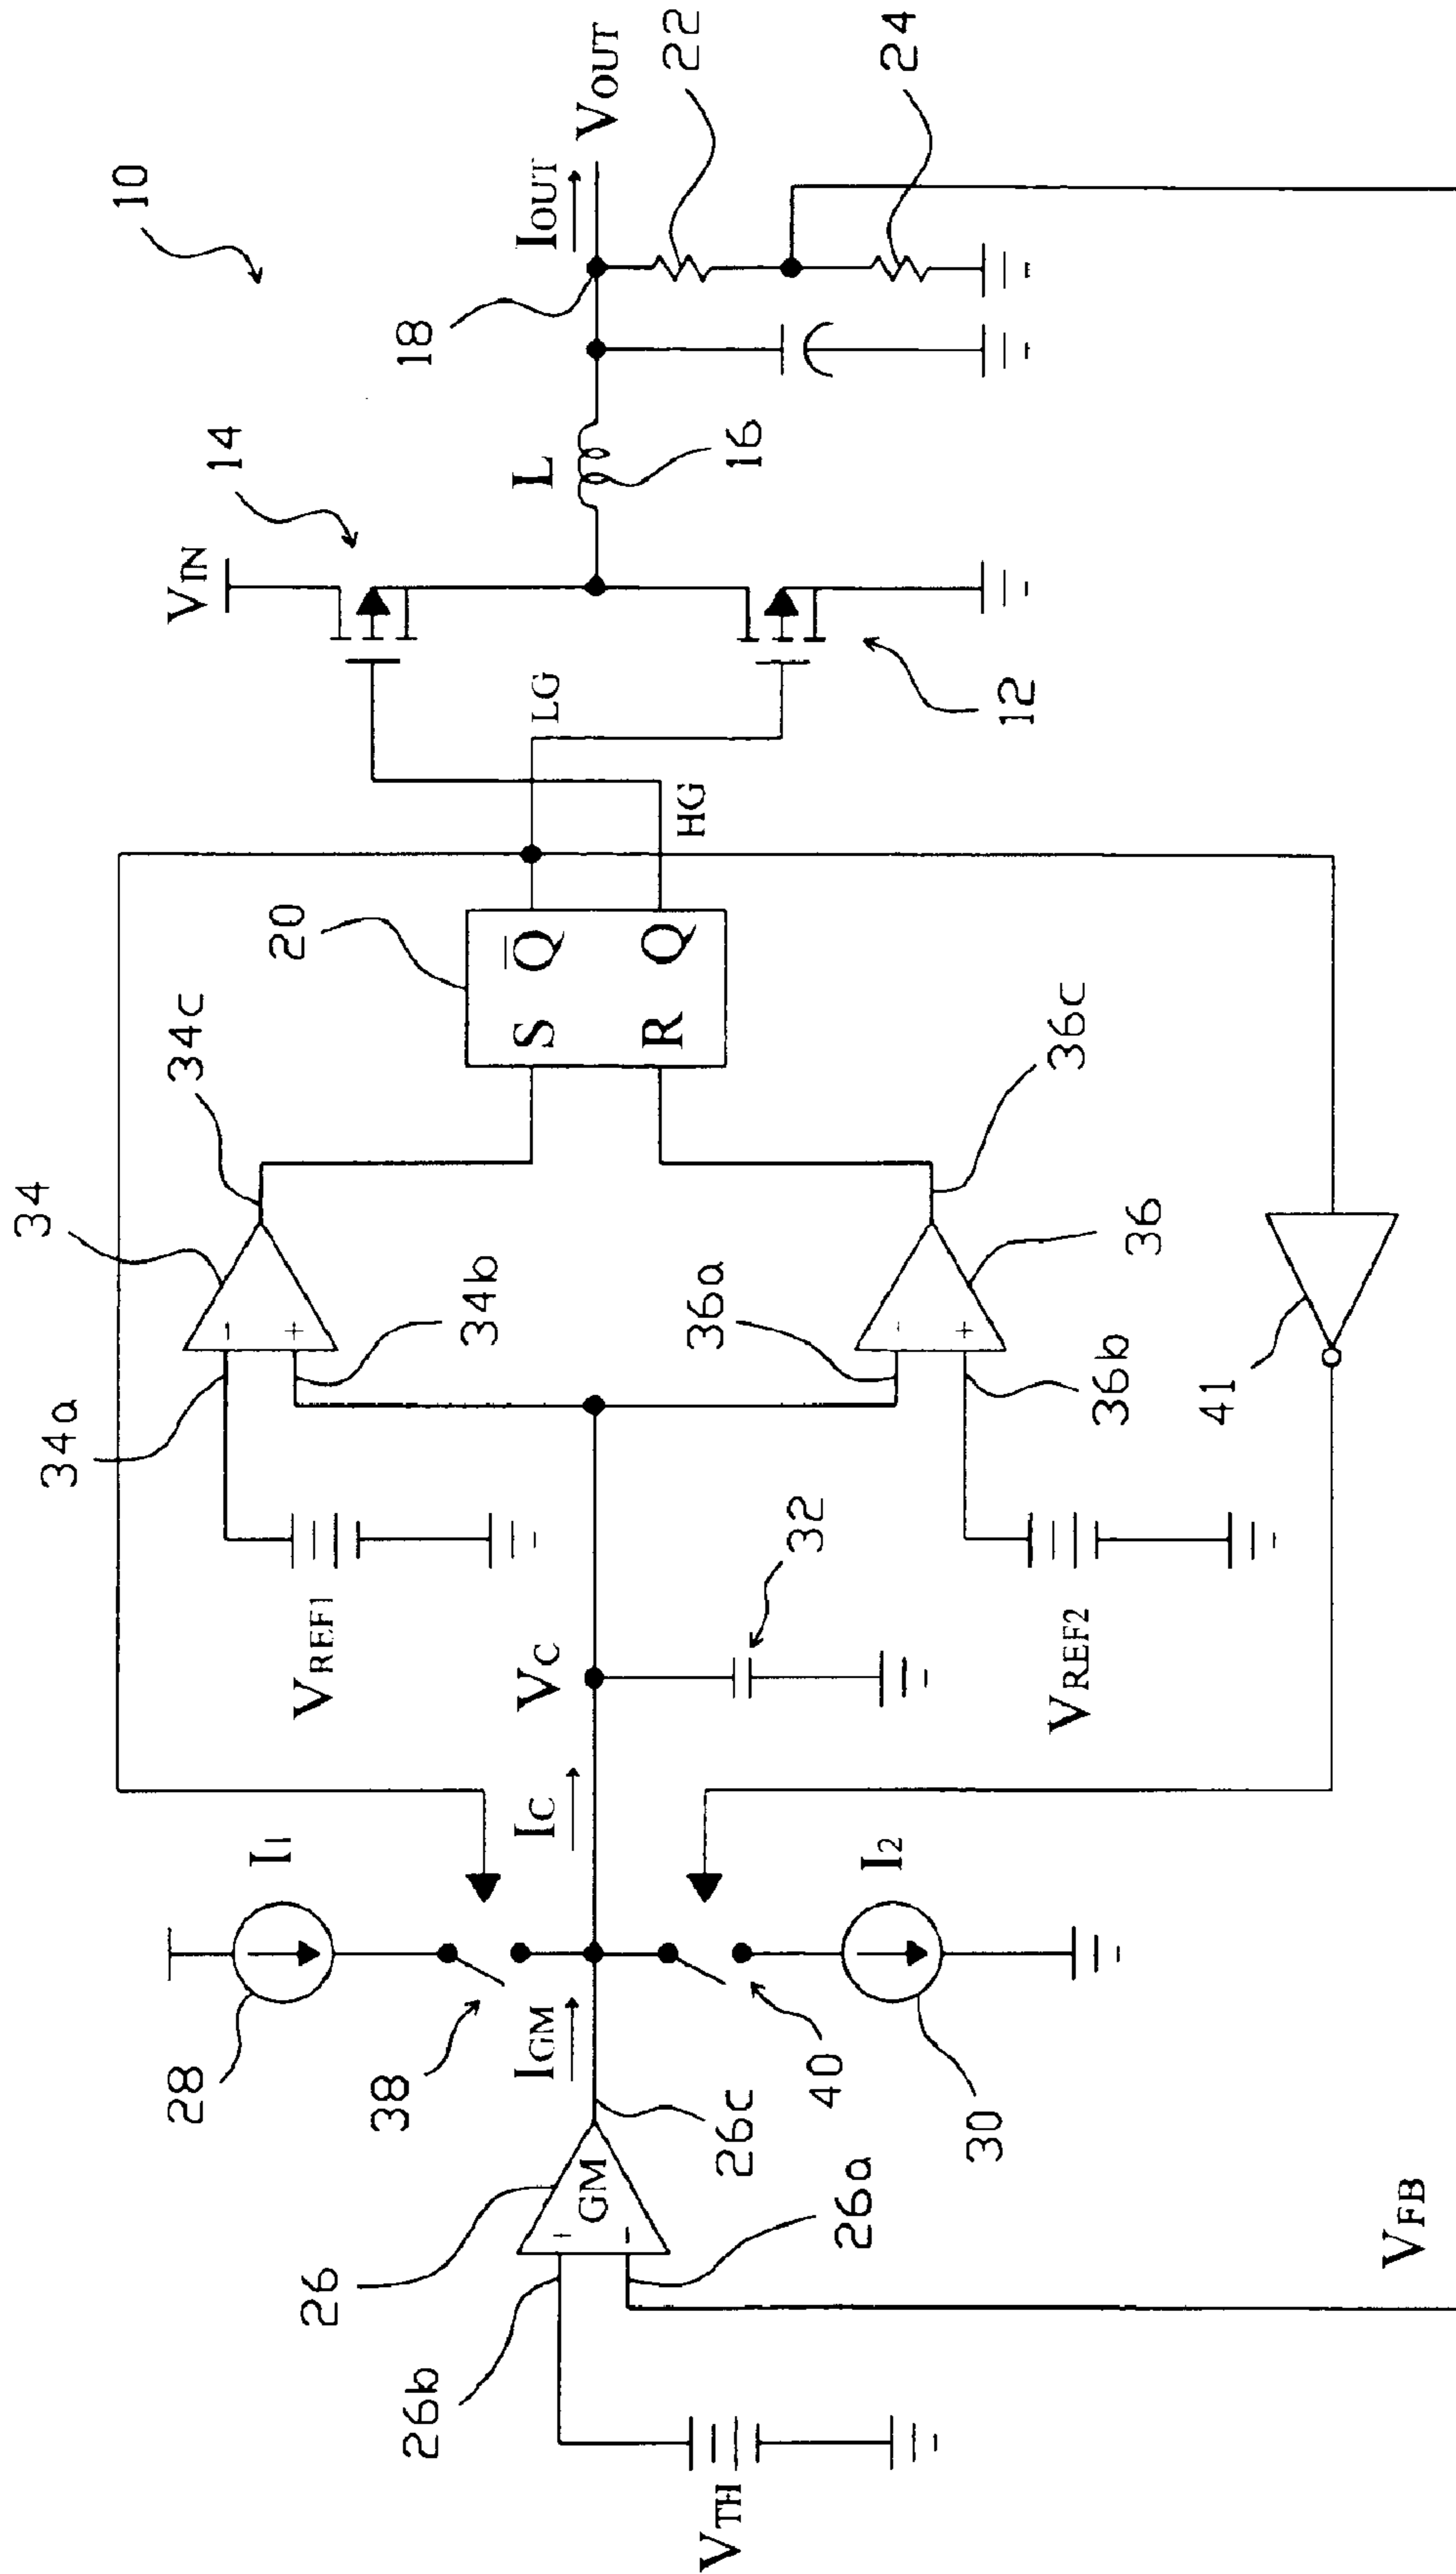 10
14
VIN
34
34c
20
LG
HG
12
L
16
18
IOUT
VOUT
22
24
34a
34b
- +
S Q̅
R Q
36c
36
36a
36b
- +
41
VREF1
VREF2
32
VC
IC
I1
I2
28
38
IGM
40
30
26
26c
GM
+ -
26a
26b
VTH
VFB